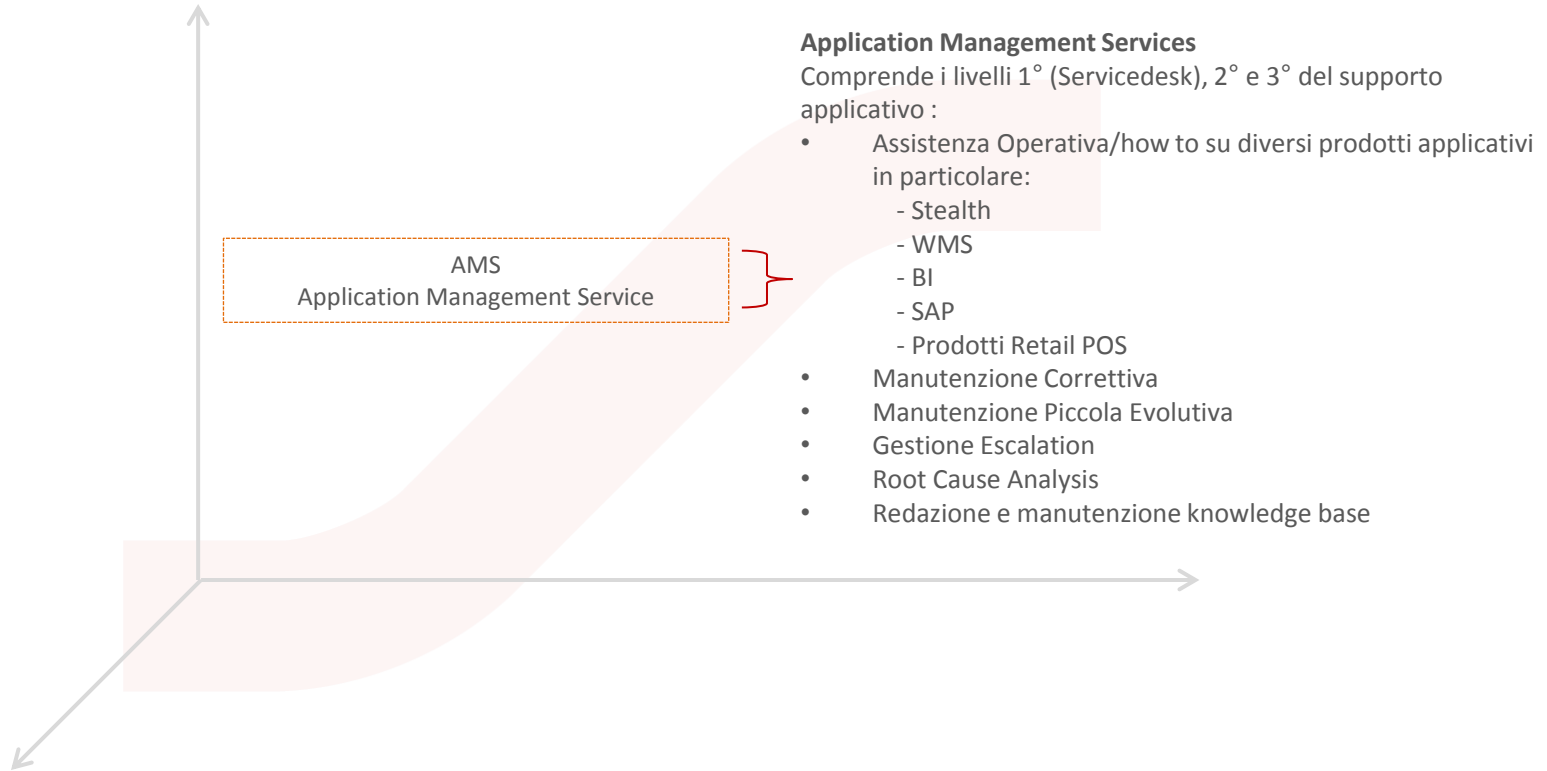 Application Management Services
Comprende i livelli 1° (Servicedesk), 2° e 3° del supporto
applicativo :
• Assistenza Operativa/how to su diversi prodotti applicativi
in particolare:
- Stealth
- WMS
- BI
- SAP
- Prodotti Retail POS
• Manutenzione Correttiva
• Manutenzione Piccola Evolutiva
• Gestione Escalation
• Root Cause Analysis
• Redazione e manutenzione knowledge base
AMS
Application Management Service